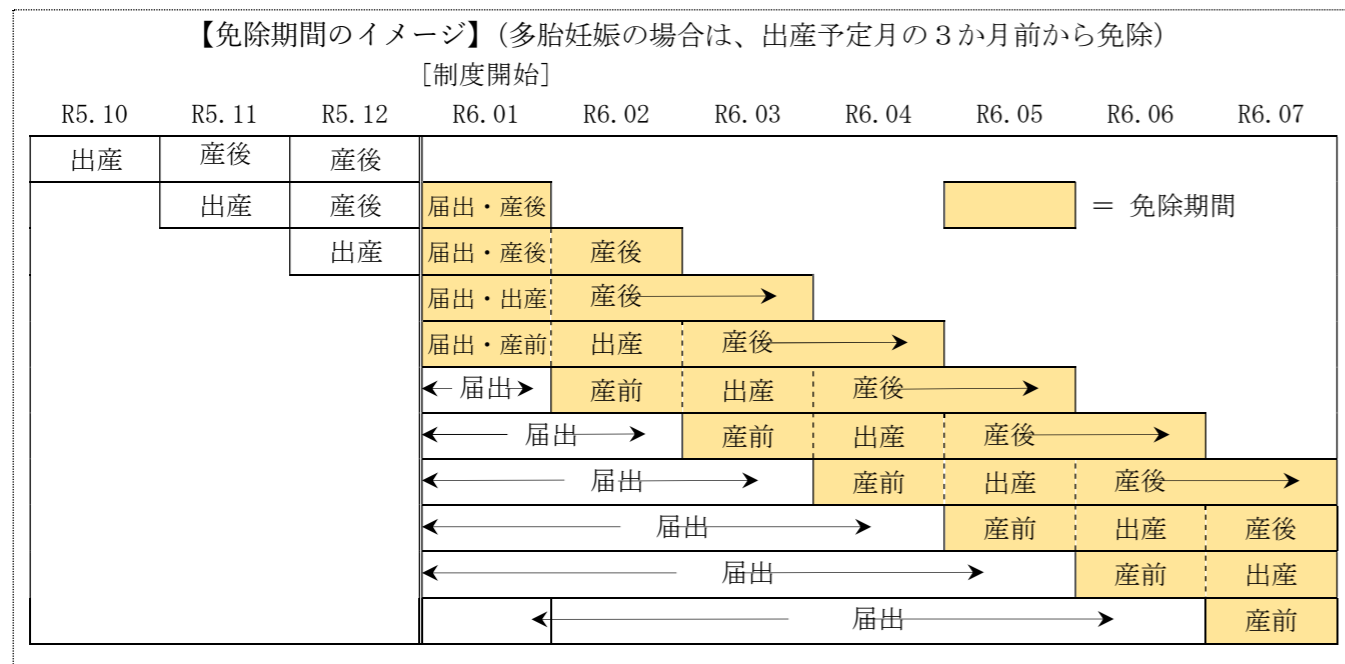 【免除期間のイメージ】（多胎妊娠の場合は、出産予定月の３か月前から免除）
［制度開始］
R5.10 R5.11 R5.12 R6.01 R6.02 R6.03 R6.04 R6.05 R6.06 R6.07
出産 産後 産後
出産 産後 届出・産後 ＝ 免除期間
出産 届出・産後 産後
届出・出産 産後
届出・産前 出産 産後
届出 産前 出産 産後
届出 産前 出産 産後
届出 産前 出産 産後
届出 産前 出産 産後
届出 産前 出産
届出 産前